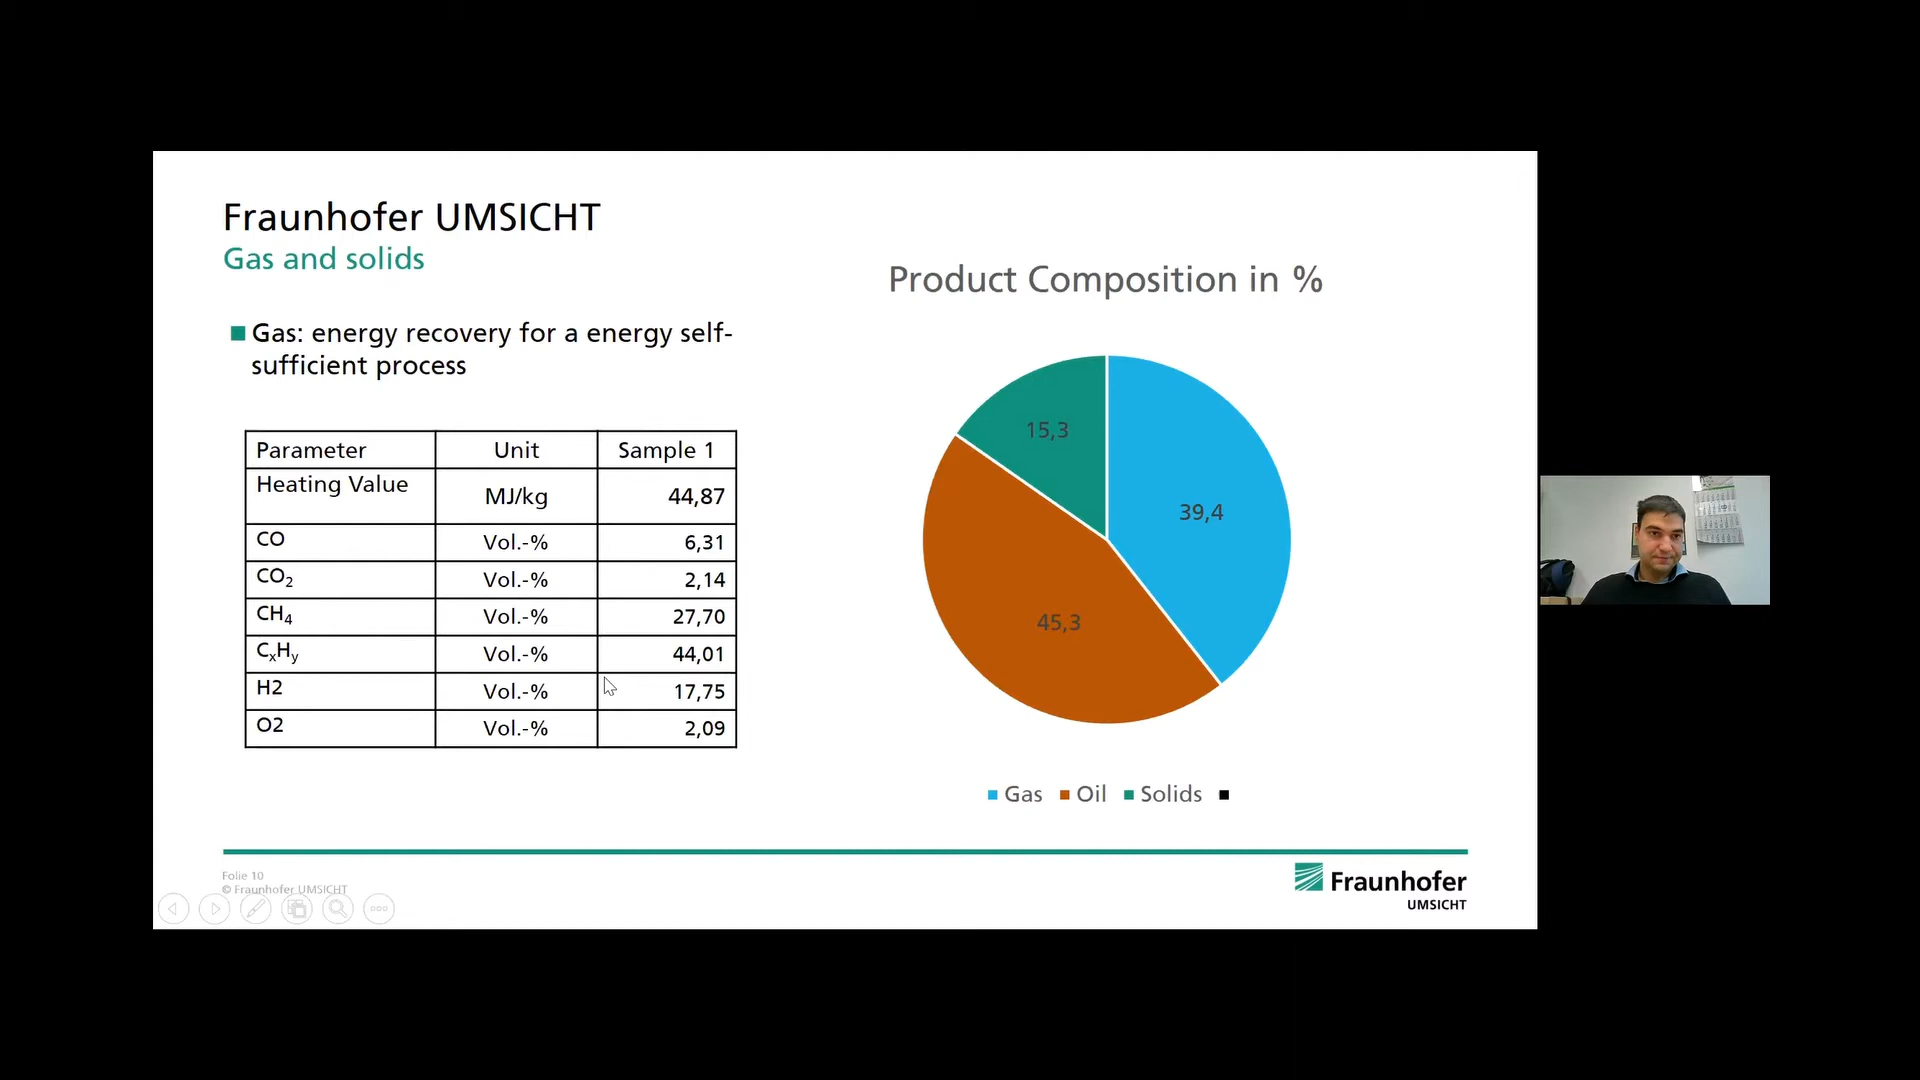 Fraunhofer UMSICHT
Gas and solids
Gas: energy recovery for a energy self-
sufficient process
Parameter Unit Sample 1
Heating Value MJ/kg 44,87
CO Vol.-% 6,31
CO₂ Vol.-% 2,14
CH₄ Vol.-% 27,70
CxHy Vol.-% 44,01
H2 Vol.-% 17,75
O2 Vol.-% 2,09
Product Composition in %
15,3
39,4
45,3
Gas Oil Solids
Folie 10
© Fraunhofer UMSICHT
Fraunhofer
UMSICHT